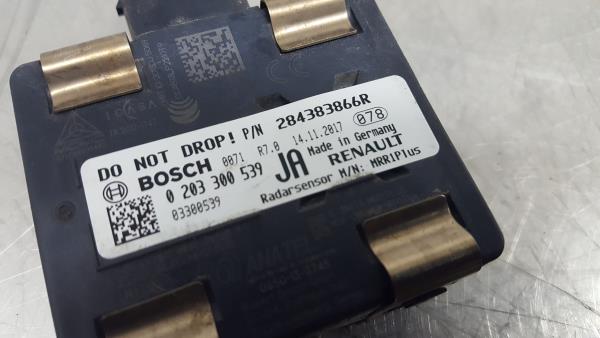 DO NOT DROP! P/N 284383866R
BOSCH 0071 R7.0 14.11.2017 078
0 203 300 539 JA Made in Germany
03300539 RENAULT
Radarsensor M/N: MRR1Plus
ANATEL